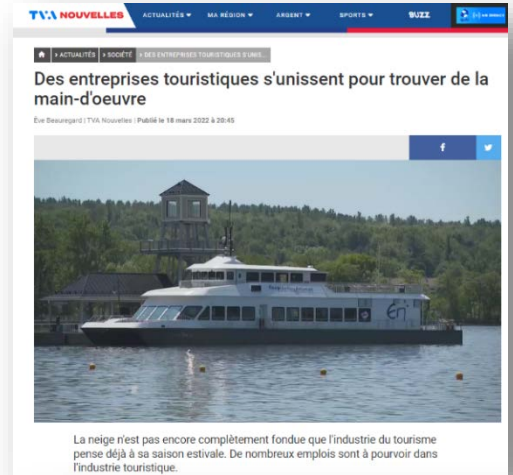 TVA NOUVELLES
ACTUALITÉS MA RÉGION ARGENT SPORTS BUZZ
ACTUALITÉS SOCIÉTÉ DES ENTREPRISES TOURISTIQUES S'UNIS...
Des entreprises touristiques s'unissent pour trouver de la
main-d'oeuvre
Ève Beauregard | TVA Nouvelles | Publié le 18 mars 2022 à 20:45
La neige n'est pas encore complètement fondue que l'industrie du tourisme
pense déjà à sa saison estivale. De nombreux emplois sont à pourvoir dans
l'industrie touristique.